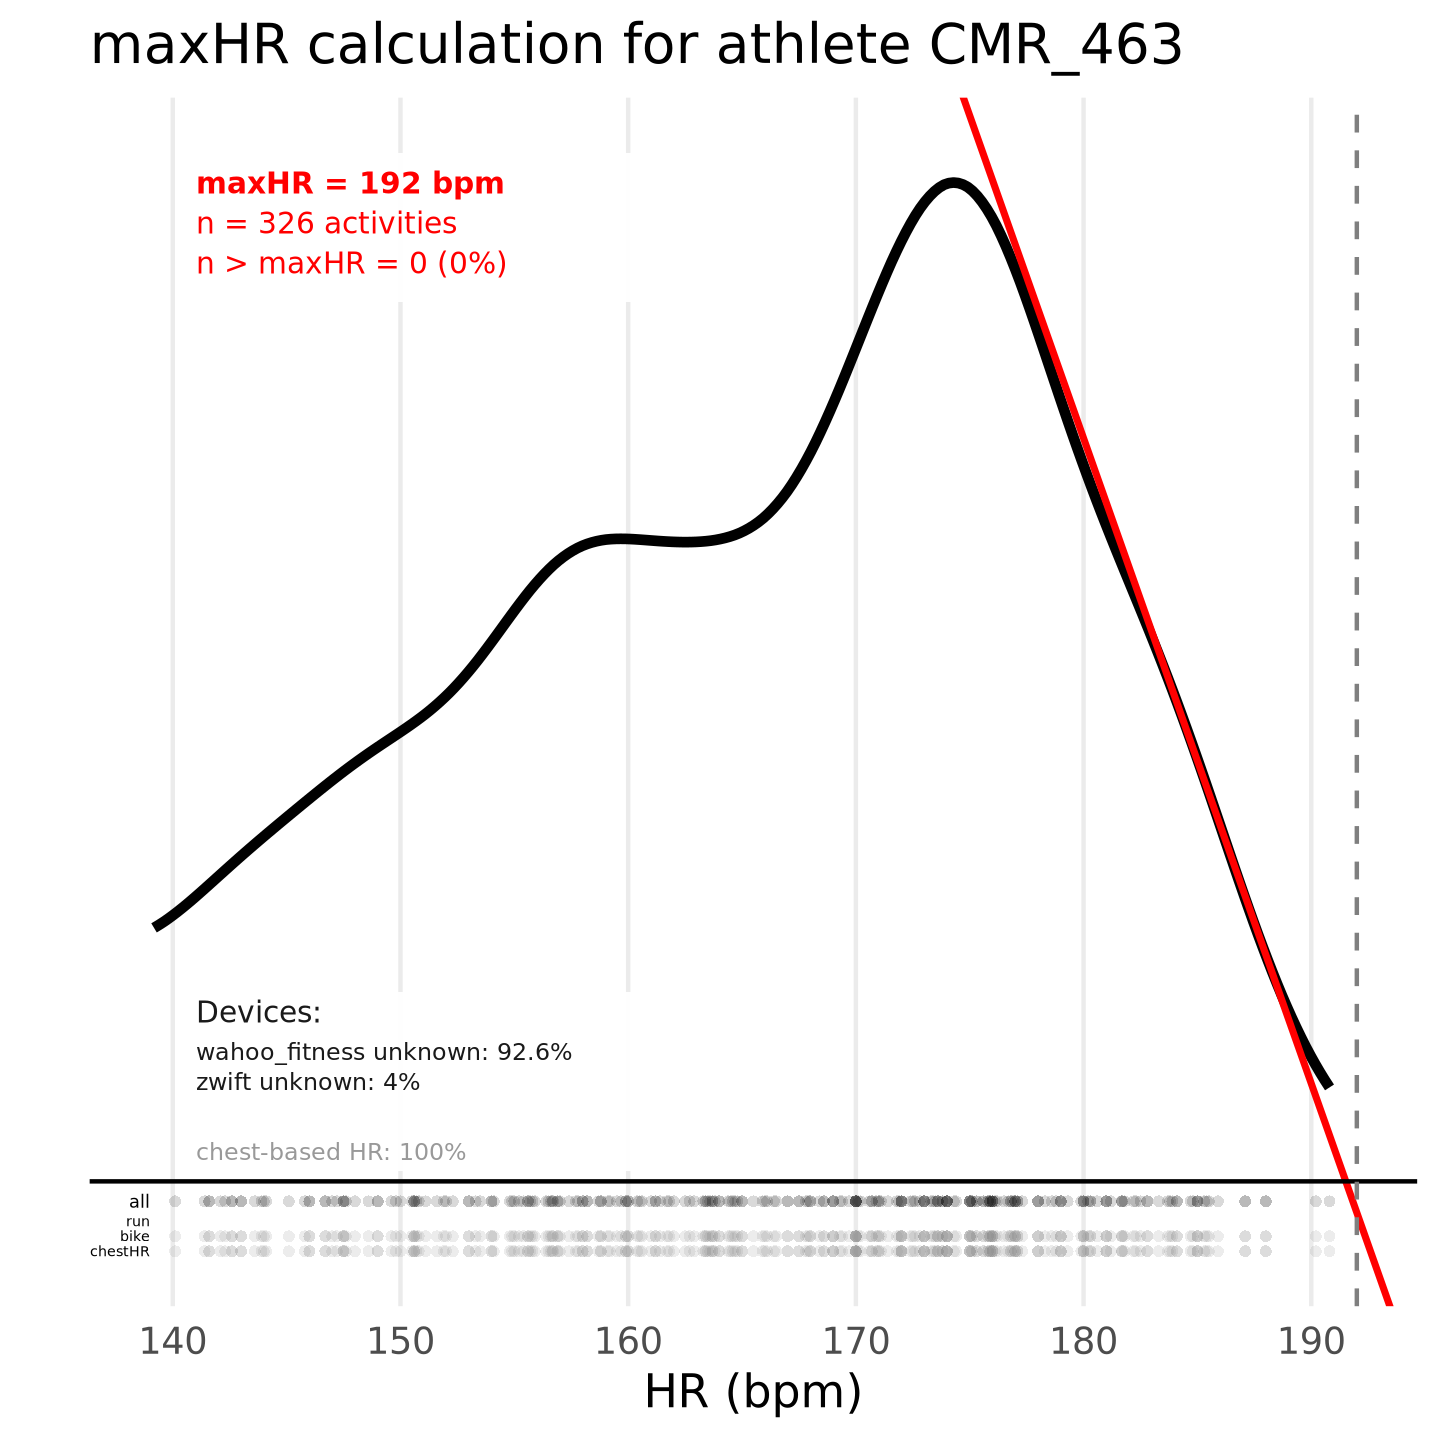 maxHR calculation for athlete CMR_463
maxHR = 192 bpm
n = 326 activities
n > maxHR = 0 (0%)
Devices:
wahoo_fitness unknown: 92.6%
zwift unknown: 4%
chest-based HR: 100%
all
run
bike
chestHR
140 150 160 170 180 190
HR (bpm)